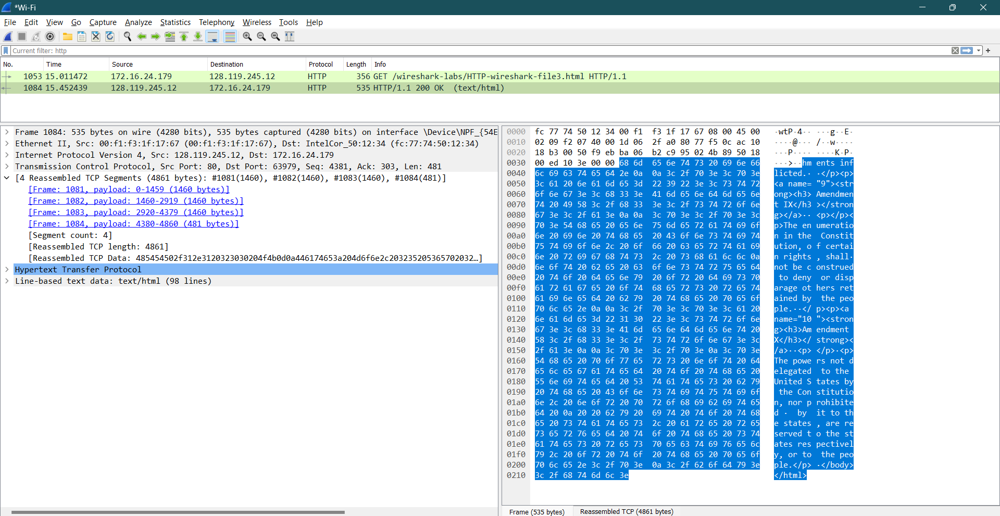 *Wi-Fi
File Edit View Go Capture Analyze Statistics Telephony Wireless Tools Help
Current filter: http
No. Time Source Destination Protocol Length Info
1053 15.011472 172.16.24.179 128.119.245.12 HTTP 356 GET /wireshark-labs/HTTP-wireshark-file3.html HTTP/1.1
1084 15.452439 128.119.245.12 172.16.24.179 HTTP 535 HTTP/1.1 200 OK (text/html)
Frame 1084: 535 bytes on wire (4280 bits), 535 bytes captured (4280 bits) on interface \Device\NPF_{54E
Ethernet II, Src: 00:f1:f3:1f:17:67 (00:f1:f3:1f:17:67), Dst: IntelCor_50:12:34 (fc:77:74:50:12:34)
Internet Protocol Version 4, Src: 128.119.245.12, Dst: 172.16.24.179
Transmission Control Protocol, Src Port: 80, Dst Port: 63979, Seq: 4381, Ack: 303, Len: 481
[4 Reassembled TCP Segments (4861 bytes): #1081(1460), #1082(1460), #1083(1460), #1084(481)]
[Frame: 1081, payload: 0-1459 (1460 bytes)]
[Frame: 1082, payload: 1460-2919 (1460 bytes)]
[Frame: 1083, payload: 2920-4379 (1460 bytes)]
[Frame: 1084, payload: 4380-4860 (481 bytes)]
[Segment count: 4]
[Reassembled TCP length: 4861]
[Reassembled TCP Data: 485454502f312e3120323030204f4b0d0a446174653a204d6f6e2c203235205365702032…]
Hypertext Transfer Protocol
Line-based text data: text/html (98 lines)
0000 fc 77 74 50 12 34 00 f1 f3 1f 17 67 08 00 45 00 ·wtP·4·· ···g··E·
0010 02 09 f2 07 40 00 1d 06 2f a0 80 77 f5 0c ac 10 ····@··· /··w····
0020 18 b3 00 50 f9 eb ba 06 b2 c9 95 02 4b 89 50 18 ···P···· ····K·P·
0030 00 ed 10 3e 00 00 68 6d 65 6e 74 73 20 69 6e 66 ···>··hm ents inf
0040 6c 69 63 74 65 64 2e 0a 0a 3c 2f 70 3e 3c 70 3e licted.· ·</p><p>
0050 3c 61 20 6e 61 6d 65 3d 22 39 22 3e 3c 73 74 72 <a name= "9"><str
0060 6f 6e 67 3e 3c 68 33 3e 41 6d 65 6e 64 6d 65 6e ong><h3> Amendmen
0070 74 20 49 58 3c 2f 68 33 3e 3c 2f 73 74 72 6f 6e t IX</h3 ></stron
0080 67 3e 3c 2f 61 3e 0a 0a 3c 70 3e 3c 2f 70 3e 3c g></a>·· <p></p><
0090 70 3e 54 68 65 20 65 6e 75 6d 65 72 61 74 69 6f p>The en umeratio
00a0 6e 20 69 6e 20 74 68 65 20 43 6f 6e 73 74 69 74 n in the Constit
00b0 75 74 69 6f 6e 2c 20 6f 66 20 63 65 72 74 61 69 ution, o f certai
00c0 6e 20 72 69 67 68 74 73 2c 20 73 68 61 6c 6c 0a n rights , shall·
00d0 6e 6f 74 20 62 65 20 63 6f 6e 73 74 72 75 65 64 not be c onstrued
00e0 20 74 6f 20 64 65 6e 79 20 6f 72 20 64 69 73 70 to deny or disp
00f0 61 72 61 67 65 20 6f 74 68 65 72 73 20 72 65 74 arage ot hers ret
0100 61 69 6e 65 64 20 62 79 20 74 68 65 20 70 65 6f ained by the peo
0110 70 6c 65 2e 0a 0a 3c 2f 70 3e 3c 70 3e 3c 61 20 ple.··</ p><p><a
0120 6e 61 6d 65 3d 22 31 30 22 3e 3c 73 74 72 6f 6e name="10 "><stron
0130 67 3e 3c 68 33 3e 41 6d 65 6e 64 6d 65 6e 74 20 g><h3>Am endment
0140 58 3c 2f 68 33 3e 3c 2f 73 74 72 6f 6e 67 3e 3c X</h3></ strong><
0150 2f 61 3e 0a 0a 3c 70 3e 3c 2f 70 3e 0a 3c 70 3e /a>··<p> </p>·<p>
0160 54 68 65 20 70 6f 77 65 72 73 20 6e 6f 74 20 64 The powe rs not d
0170 65 6c 65 67 61 74 65 64 20 74 6f 20 74 68 65 20 elegated to the
0180 55 6e 69 74 65 64 20 53 74 61 74 65 73 20 62 79 United S tates by
0190 20 74 68 65 20 43 6f 6e 73 74 69 74 75 74 69 6f the Con stitutio
01a0 6e 2c 20 6e 6f 72 20 70 72 6f 68 69 62 69 74 65 n, nor p rohibite
01b0 64 20 0a 20 20 62 79 20 69 74 20 74 6f 20 74 68 d · by it to th
01c0 65 20 73 74 61 74 65 73 2c 20 61 72 65 20 72 65 e states , are re
01d0 73 65 72 76 65 64 20 74 6f 20 74 68 65 20 73 74 served t o the st
01e0 61 74 65 73 20 72 65 73 70 65 63 74 69 76 65 6c ates res pectivel
01f0 79 2c 20 6f 72 20 74 6f 20 74 68 65 20 70 65 6f y, or to the peo
0200 70 6c 65 2e 3c 2f 70 3e 0a 3c 2f 62 6f 64 79 3e ple.</p> ·</body>
0210 3c 2f 68 74 6d 6c 3e </html>
Frame (535 bytes) Reassembled TCP (4861 bytes)